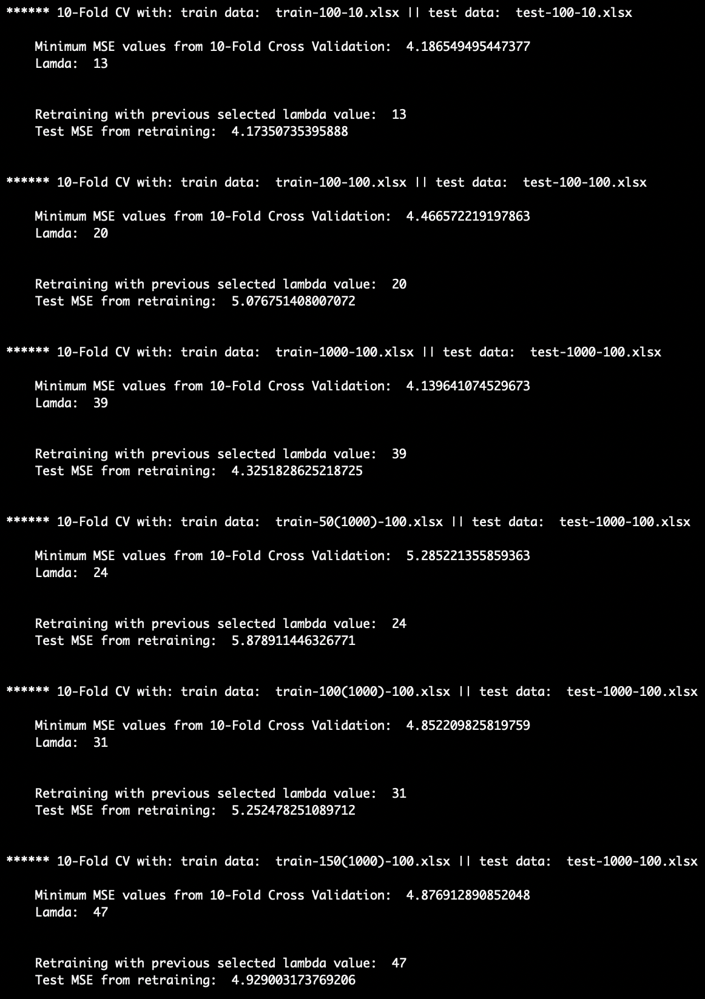 ****** 10-Fold CV with: train data:  train-100-10.xlsx || test data:  test-100-10.xlsx
Minimum MSE values from 10-Fold Cross Validation:  4.186549495447377
Lamda:  13
Retraining with previous selected lambda value:  13
Test MSE from retraining:  4.17350735395888
****** 10-Fold CV with: train data:  train-100-100.xlsx || test data:  test-100-100.xlsx
Minimum MSE values from 10-Fold Cross Validation:  4.466572219197863
Lamda:  20
Retraining with previous selected lambda value:  20
Test MSE from retraining:  5.076751408007072
****** 10-Fold CV with: train data:  train-1000-100.xlsx || test data:  test-1000-100.xlsx
Minimum MSE values from 10-Fold Cross Validation:  4.139641074529673
Lamda:  39
Retraining with previous selected lambda value:  39
Test MSE from retraining:  4.3251828625218725
****** 10-Fold CV with: train data:  train-50(1000)-100.xlsx || test data:  test-1000-100.xlsx
Minimum MSE values from 10-Fold Cross Validation:  5.285221355859363
Lamda:  24
Retraining with previous selected lambda value:  24
Test MSE from retraining:  5.878911446326771
****** 10-Fold CV with: train data:  train-100(1000)-100.xlsx || test data:  test-1000-100.xlsx
Minimum MSE values from 10-Fold Cross Validation:  4.852209825819759
Lamda:  31
Retraining with previous selected lambda value:  31
Test MSE from retraining:  5.252478251089712
****** 10-Fold CV with: train data:  train-150(1000)-100.xlsx || test data:  test-1000-100.xlsx
Minimum MSE values from 10-Fold Cross Validation:  4.876912890852048
Lamda:  47
Retraining with previous selected lambda value:  47
Test MSE from retraining:  4.929003173769206